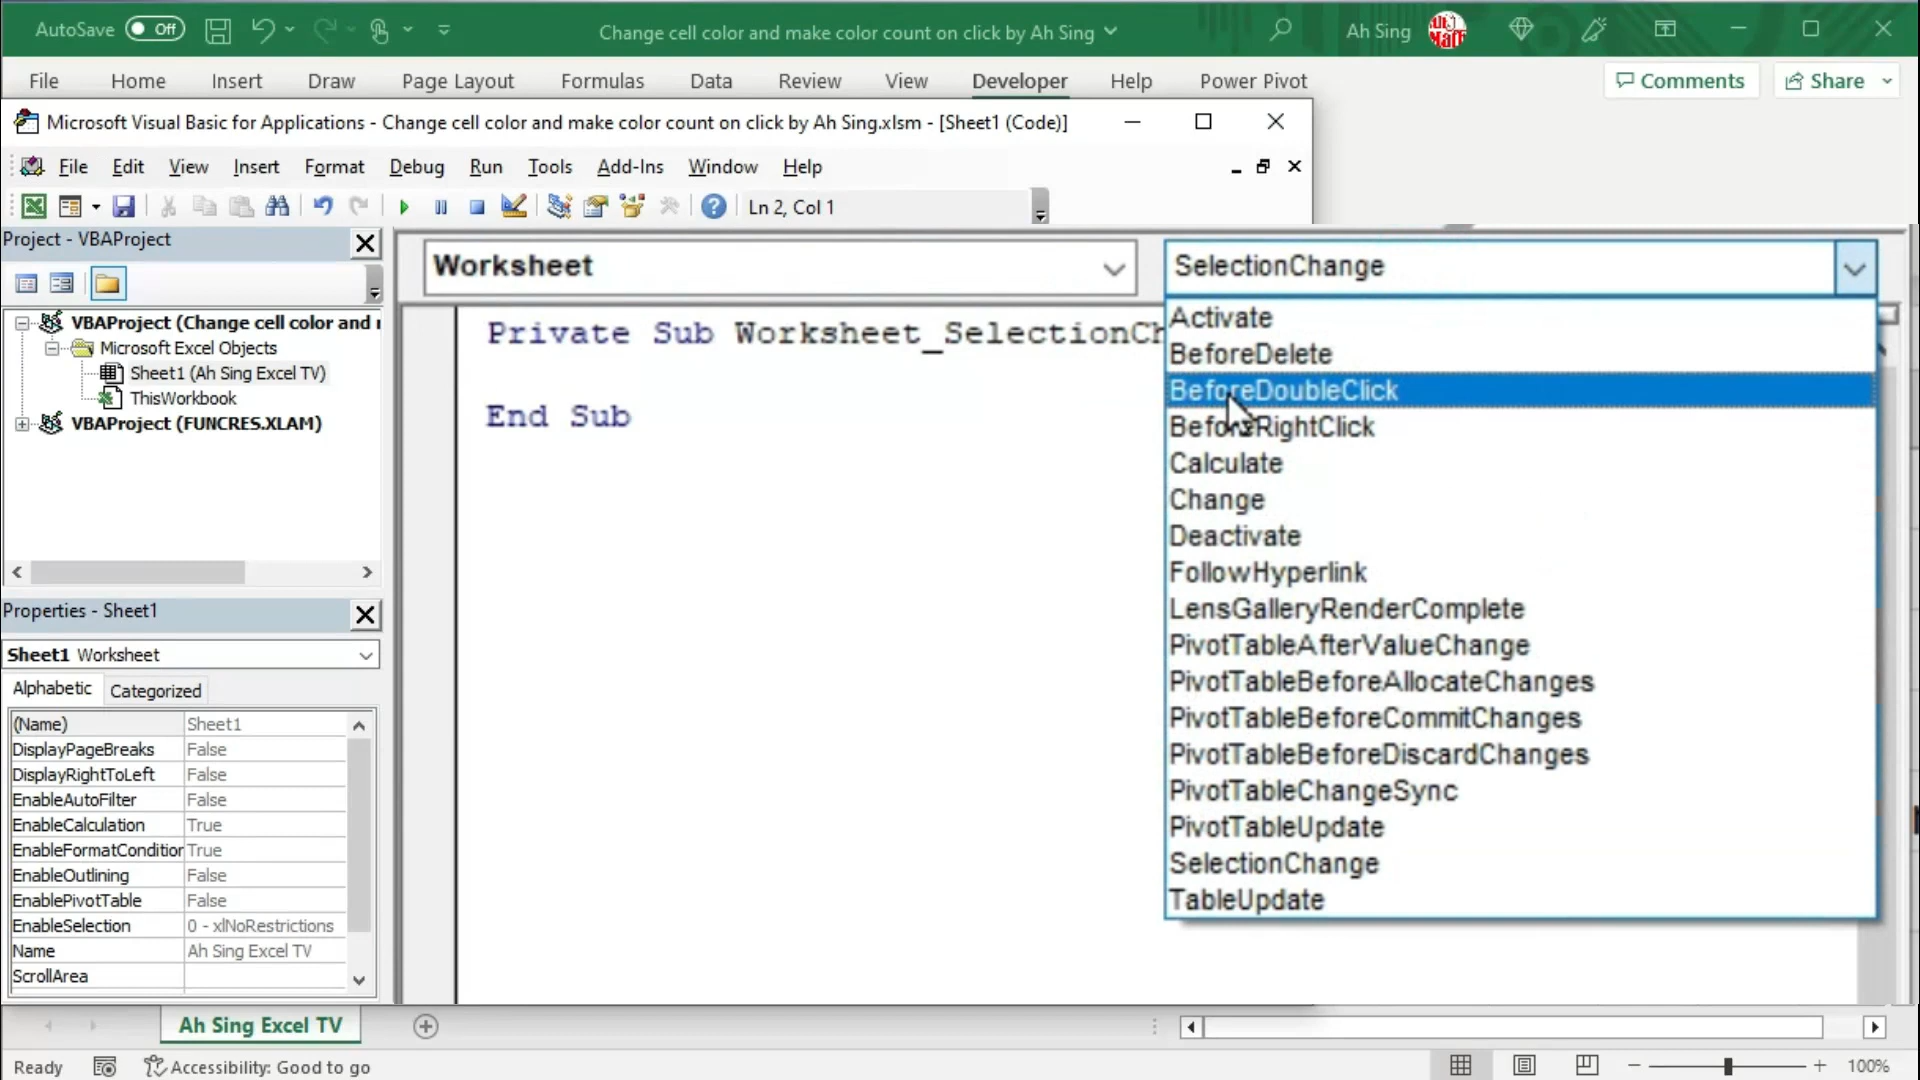 AutoSave Off Change cell color and make color count on click by Ah Sing Ah Sing
File Home Insert Draw Page Layout Formulas Data Review View Developer Help Power Pivot Comments Share
Microsoft Visual Basic for Applications - Change cell color and make color count on click by Ah Sing.xlsm - [Sheet1 (Code)]
File Edit View Insert Format Debug Run Tools Add-Ins Window Help
Ln 2, Col 1
Project - VBAProject
VBAProject (Change cell color and
Microsoft Excel Objects
Sheet1 (Ah Sing Excel TV)
ThisWorkbook
VBAProject (FUNCRES.XLAM)
Properties - Sheet1
Sheet1 Worksheet
Alphabetic Categorized
(Name) Sheet1
DisplayPageBreaks False
DisplayRightToLeft False
EnableAutoFilter False
EnableCalculation True
EnableFormatCondition True
EnableOutlining False
EnablePivotTable False
EnableSelection 0 - xlNoRestrictions
Name Ah Sing Excel TV
ScrollArea
Worksheet SelectionChange
Private Sub Worksheet_SelectionCh
End Sub
Activate
BeforeDelete
BeforeDoubleClick
BeforeRightClick
Calculate
Change
Deactivate
FollowHyperlink
LensGalleryRenderComplete
PivotTableAfterValueChange
PivotTableBeforeAllocateChanges
PivotTableBeforeCommitChanges
PivotTableBeforeDiscardChanges
PivotTableChangeSync
PivotTableUpdate
SelectionChange
TableUpdate
Ah Sing Excel TV
Ready Accessibility: Good to go 100%